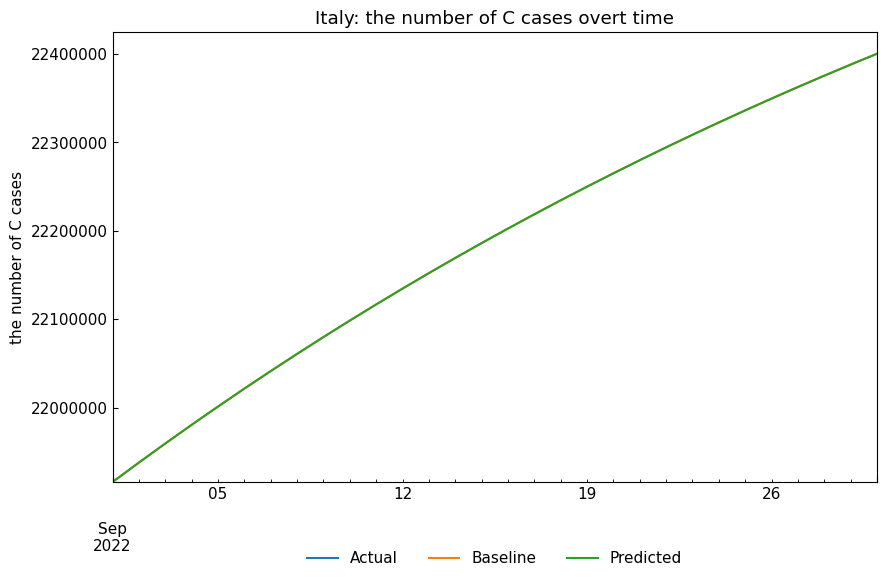 Italy: the number of C cases overt time
the number of C cases
22400000
22300000
22200000
22100000
22000000
05 12 19 26
Sep
2022
Actual Baseline Predicted